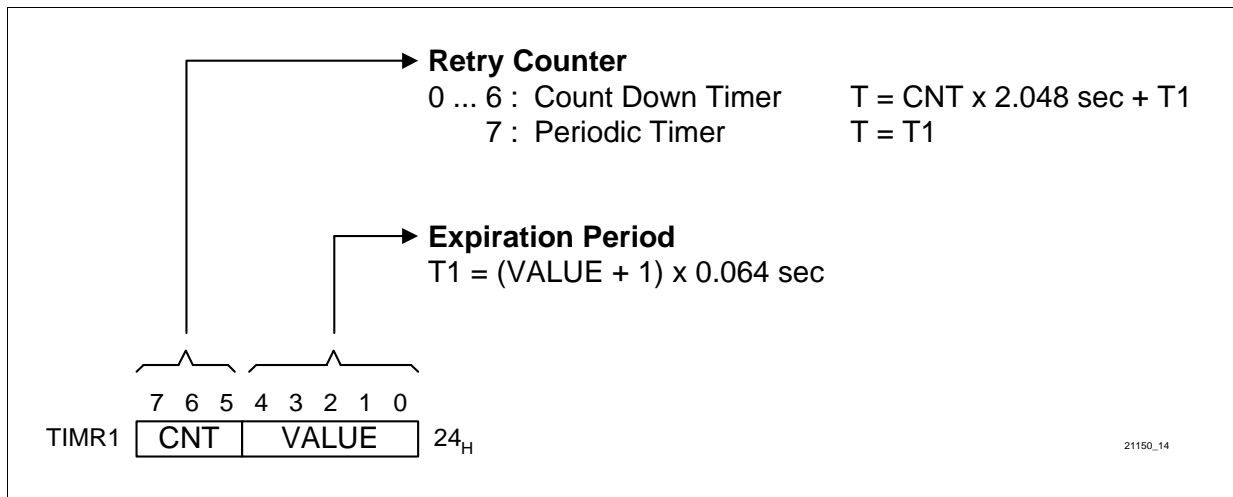 Retry Counter
0 ... 6 : Count Down Timer T = CNT x 2.048 sec + T1
7 : Periodic Timer T = T1
Expiration Period
T1 = (VALUE + 1) x 0.064 sec
7 6 5 4 3 2 1 0
TIMR1 CNT VALUE 24H
21150_14